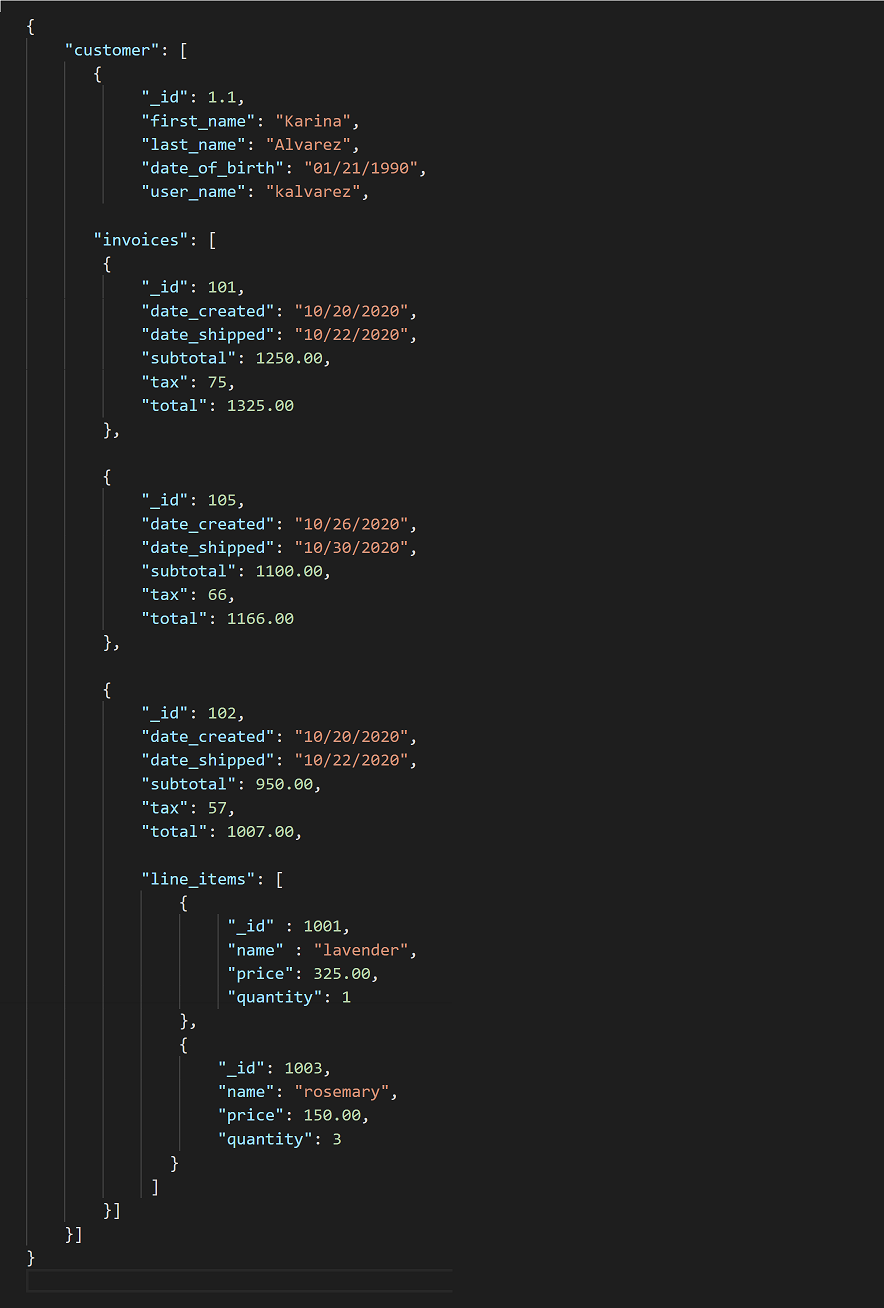 {
"customer": [
{
"_id": 1.1,
"first_name": "Karina",
"last_name": "Alvarez",
"date_of_birth": "01/21/1990",
"user_name": "kalvarez",
"invoices": [
{
"_id": 101,
"date_created": "10/20/2020",
"date_shipped": "10/22/2020",
"subtotal": 1250.00,
"tax": 75,
"total": 1325.00
},
{
"_id": 105,
"date_created": "10/26/2020",
"date_shipped": "10/30/2020",
"subtotal": 1100.00,
"tax": 66,
"total": 1166.00
},
{
"_id": 102,
"date_created": "10/20/2020",
"date_shipped": "10/22/2020",
"subtotal": 950.00,
"tax": 57,
"total": 1007.00,
"line_items": [
{
"_id" : 1001,
"name" : "lavender",
"price": 325.00,
"quantity": 1
},
{
"_id": 1003,
"name": "rosemary",
"price": 150.00,
"quantity": 3
}
]
}]
}]
}